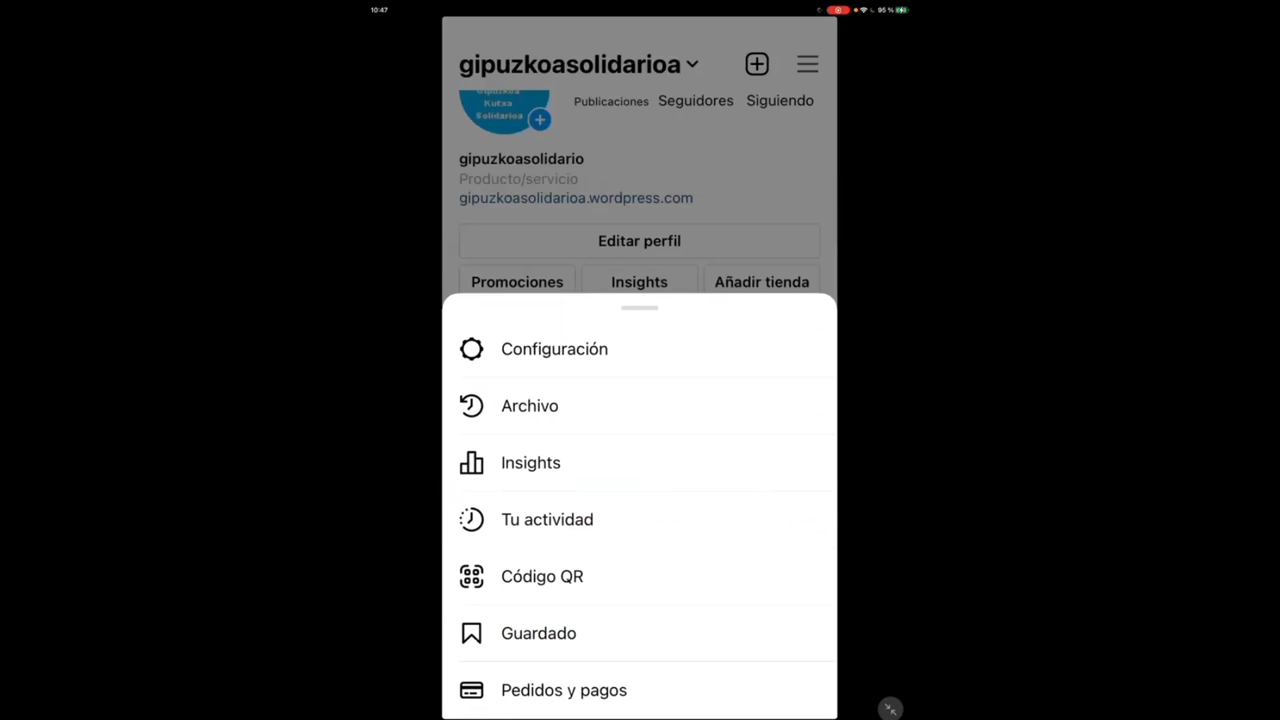 10:47
95 %
gipuzkoasolidarioa
Gipuzkoa
Kutxa
Solidarioa
Publicaciones Seguidores Siguiendo
gipuzkoasolidario
Producto/servicio
gipuzkoasolidarioa.wordpress.com
Editar perfil
Promociones Insights Añadir tienda
Configuración
Archivo
Insights
Tu actividad
Código QR
Guardado
Pedidos y pagos